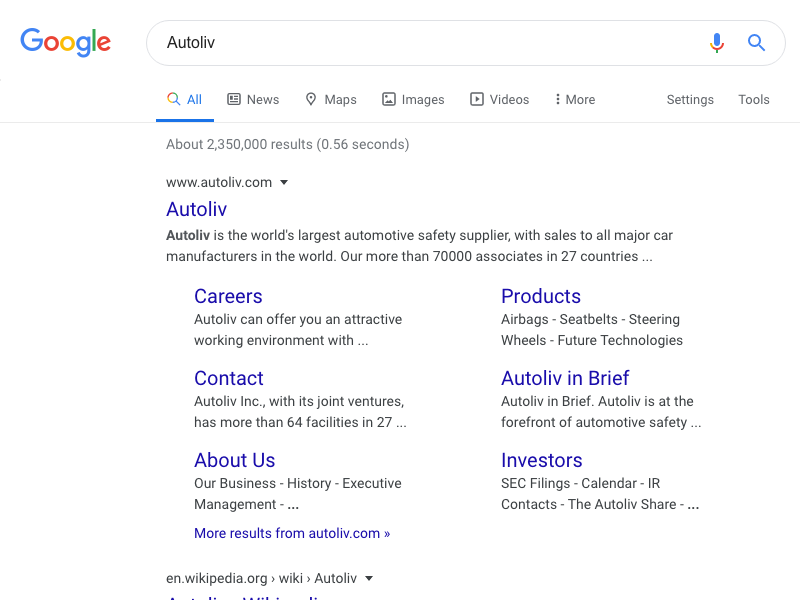 Google
Autoliv
All News Maps Images Videos More Settings Tools
About 2,350,000 results (0.56 seconds)
www.autoliv.com
Autoliv
Autoliv is the world's largest automotive safety supplier, with sales to all major car
manufacturers in the world. Our more than 70000 associates in 27 countries ...
Careers
Autoliv can offer you an attractive
working environment with ...
Products
Airbags - Seatbelts - Steering
Wheels - Future Technologies
Contact
Autoliv Inc., with its joint ventures,
has more than 64 facilities in 27 ...
Autoliv in Brief
Autoliv in Brief. Autoliv is at the
forefront of automotive safety ...
About Us
Our Business - History - Executive
Management - ...
Investors
SEC Filings - Calendar - IR
Contacts - The Autoliv Share - ...
More results from autoliv.com »
en.wikipedia.org › wiki › Autoliv